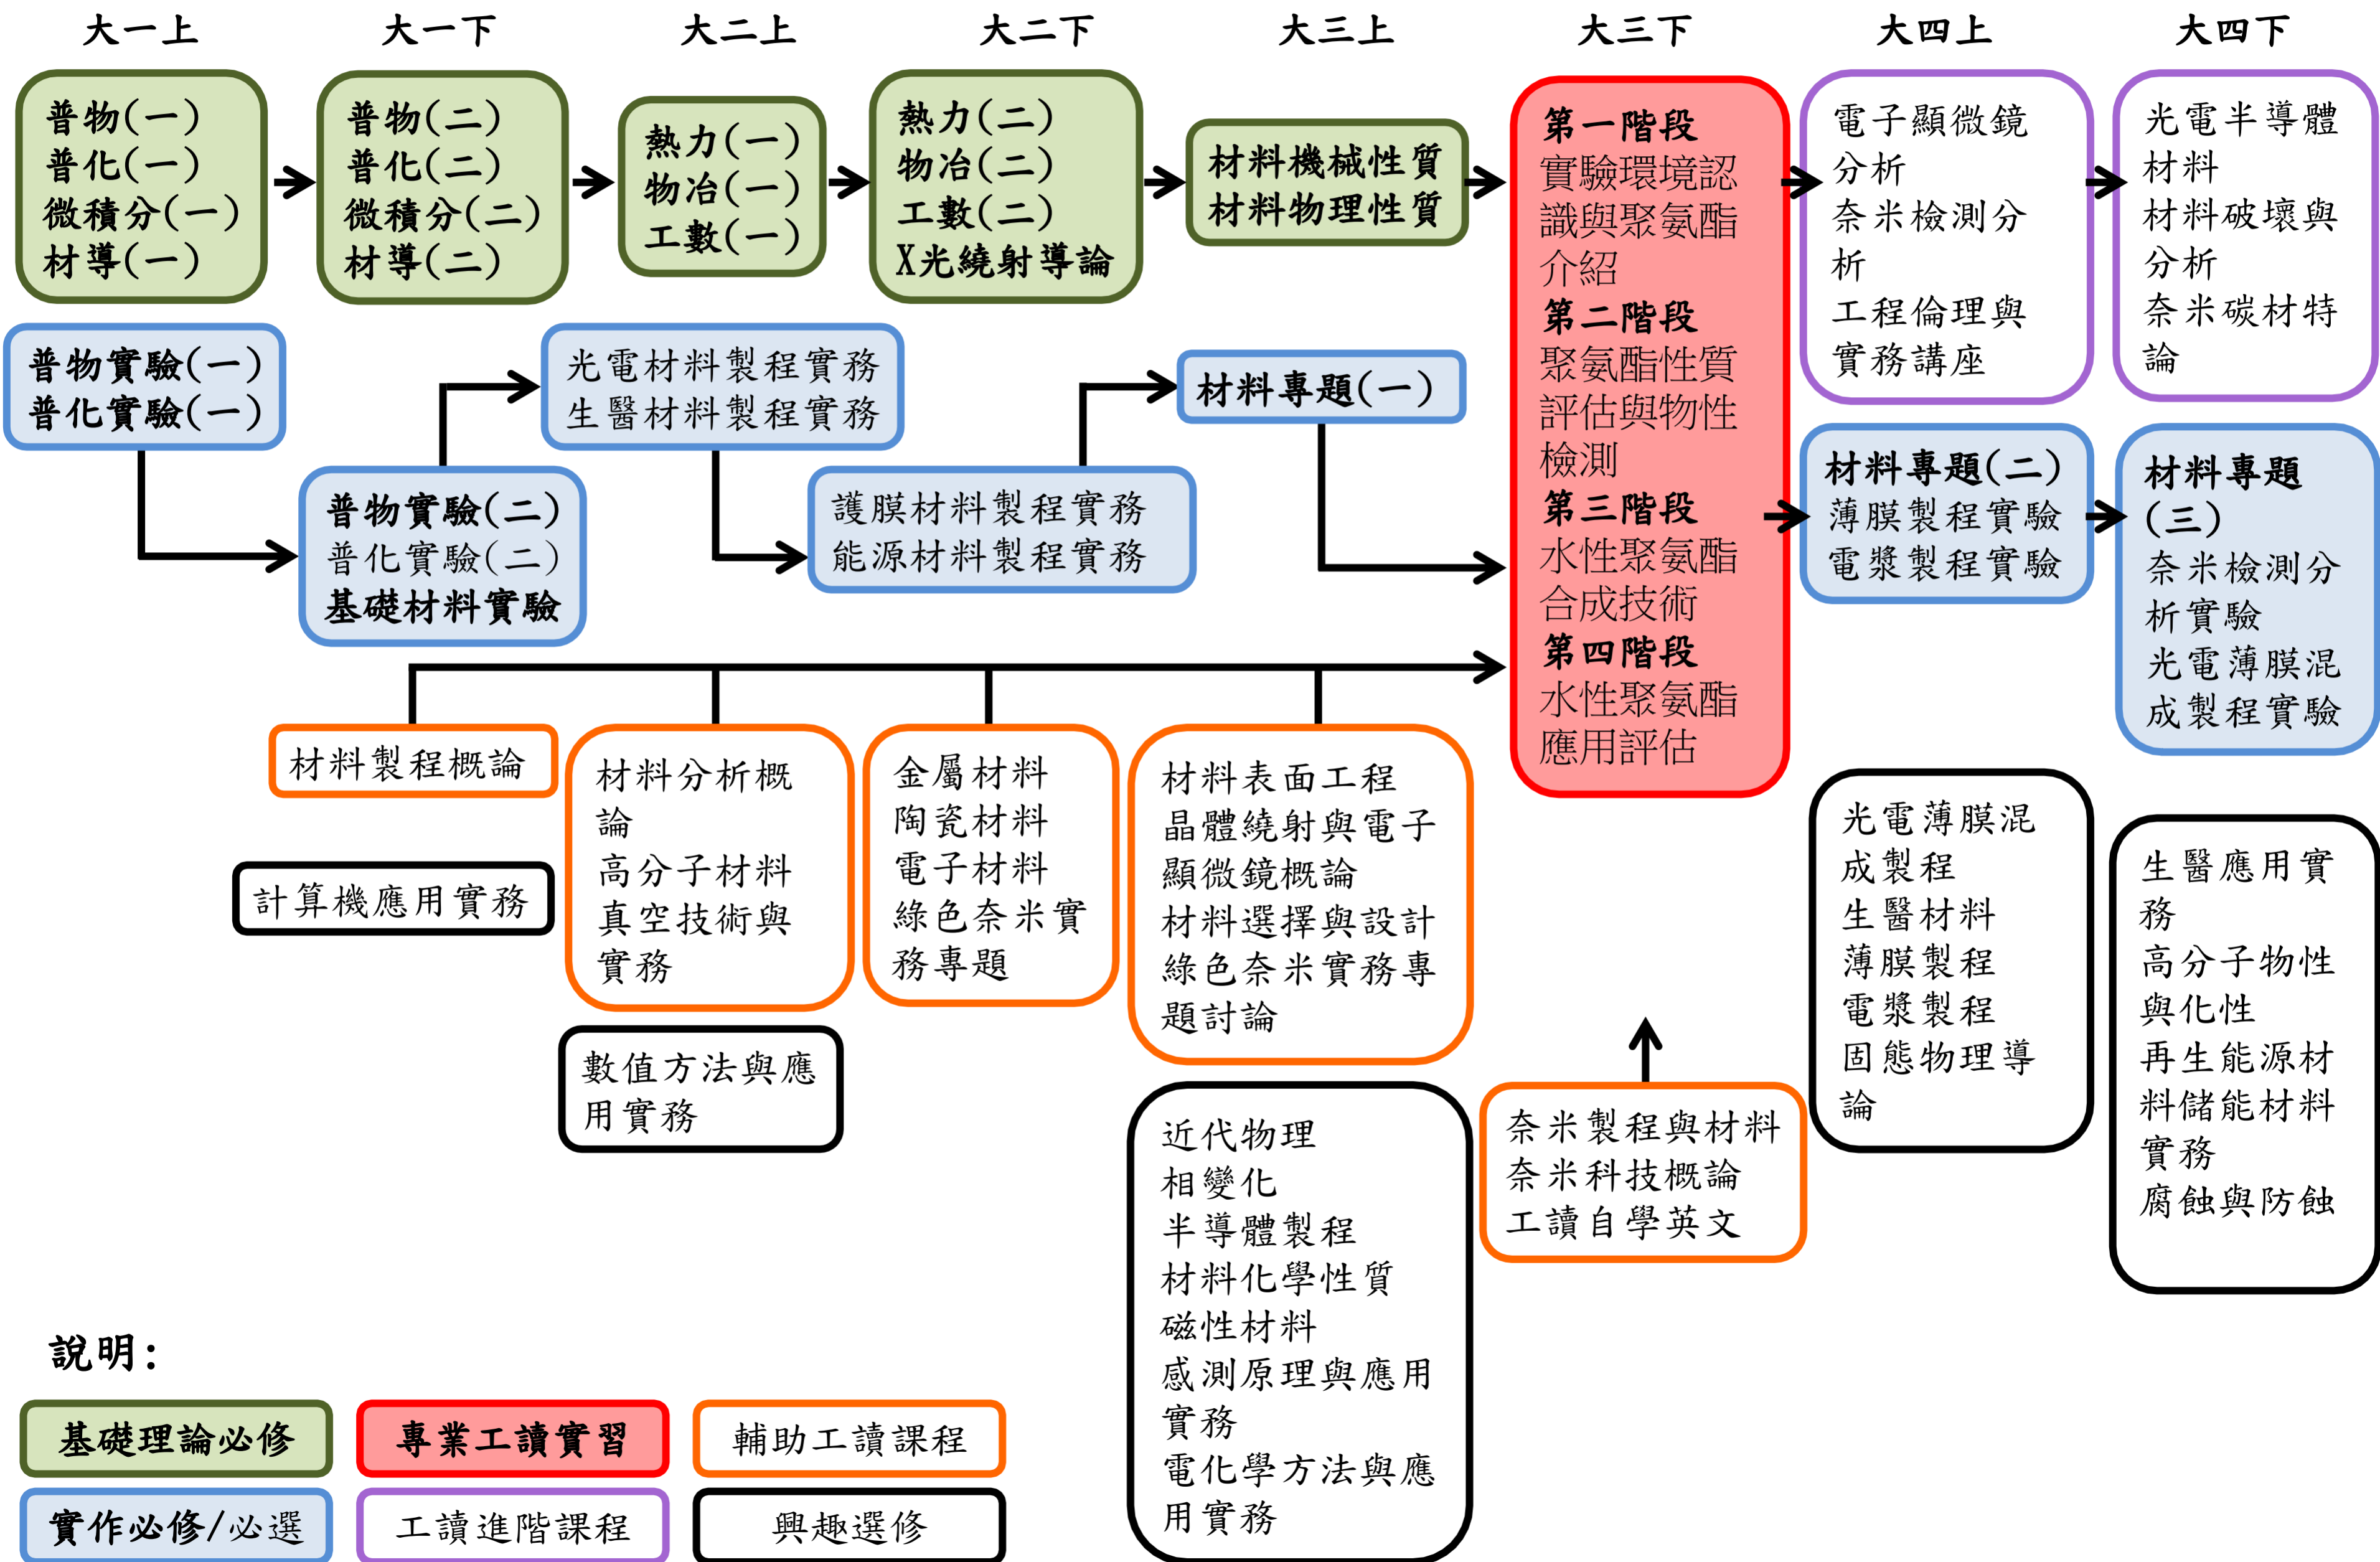 大一上
大一下
大二上
大二下
大三上
大三下
大四上
大四下
普物(一)
普化(一)
微積分(一)
材導(一)
普物(二)
普化(二)
微積分(二)
材導(二)
熱力(一)
物冶(一)
工數(一)
熱力(二)
物冶(二)
工數(二)
X光繞射導論
材料機械性質
材料物理性質
第一階段
實驗環境認
識與聚氨酯
介紹
第二階段
聚氨酯性質
評估與物性
檢測
第三階段
水性聚氨酯
合成技術
第四階段
水性聚氨酯
應用評估
電子顯微鏡
分析
奈米檢測分
析
工程倫理與
實務講座
光電半導體
材料
材料破壞與
分析
奈米碳材特
論
普物實驗(一)
普化實驗(一)
普物實驗(二)
普化實驗(二)
基礎材料實驗
光電材料製程實務
生醫材料製程實務
護膜材料製程實務
能源材料製程實務
材料專題(一)
材料專題(二)
薄膜製程實驗
電漿製程實驗
材料專題
(三)
奈米檢測分
析實驗
光電薄膜混
成製程實驗
材料製程概論
計算機應用實務
材料分析概
論
高分子材料
真空技術與
實務
數值方法與應
用實務
金屬材料
陶瓷材料
電子材料
綠色奈米實
務專題
材料表面工程
晶體繞射與電子
顯微鏡概論
材料選擇與設計
綠色奈米實務專
題討論
近代物理
相變化
半導體製程
材料化學性質
磁性材料
感測原理與應用
實務
電化學方法與應
用實務
奈米製程與材料
奈米科技概論
工讀自學英文
光電薄膜混
成製程
生醫材料
薄膜製程
電漿製程
固態物理導
論
生醫應用實
務
高分子物性
與化性
再生能源材
料儲能材料
實務
腐蝕與防蝕
說明:
基礎理論必修
專業工讀實習
輔助工讀課程
實作必修/必選
工讀進階課程
興趣選修